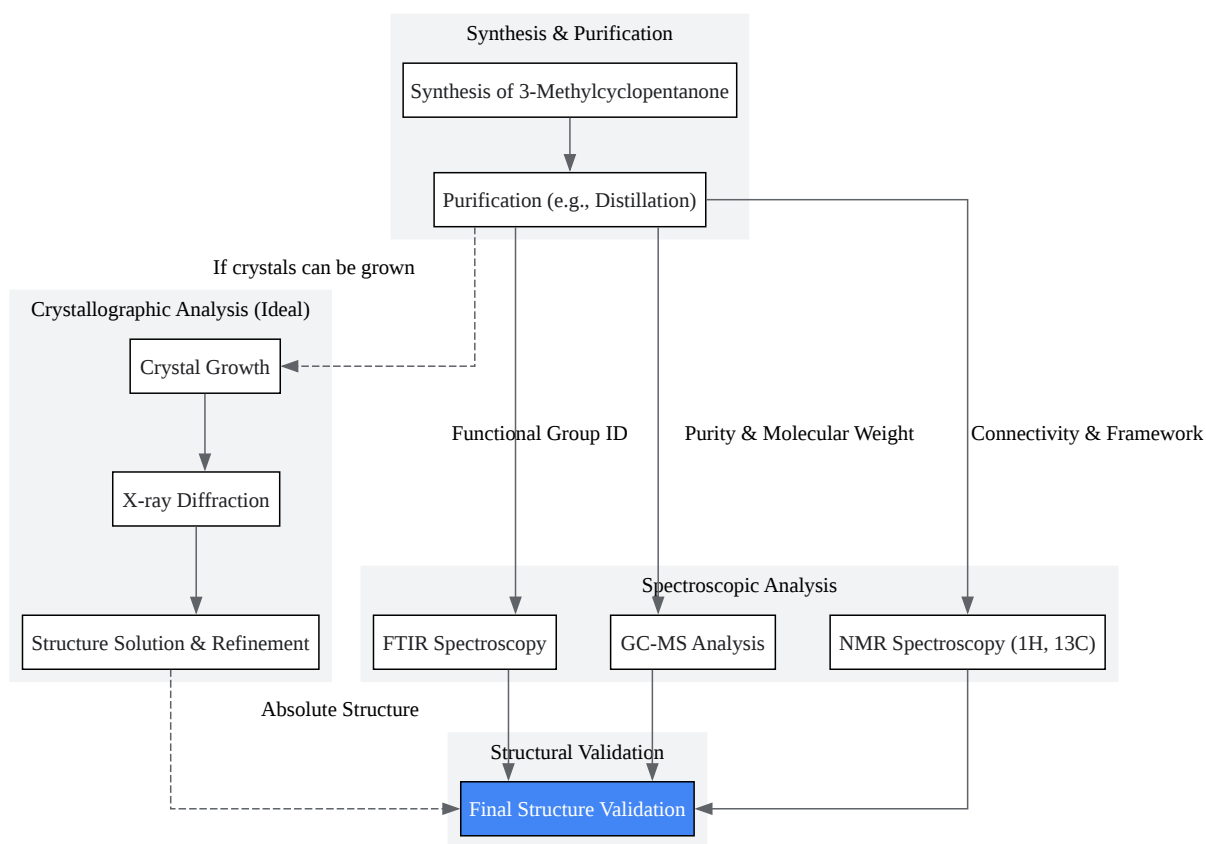 Synthesis & Purification
Synthesis of 3-Methylcyclopentanone
Purification (e.g., Distillation)
If crystals can be grown
Crystallographic Analysis (Ideal)
Crystal Growth
Functional Group ID
Purity & Molecular Weight
Connectivity & Framework
X-ray Diffraction
Spectroscopic Analysis
Structure Solution & Refinement
FTIR Spectroscopy
GC-MS Analysis
NMR Spectroscopy (1H, 13C)
Absolute Structure
Structural Validation
Final Structure Validation